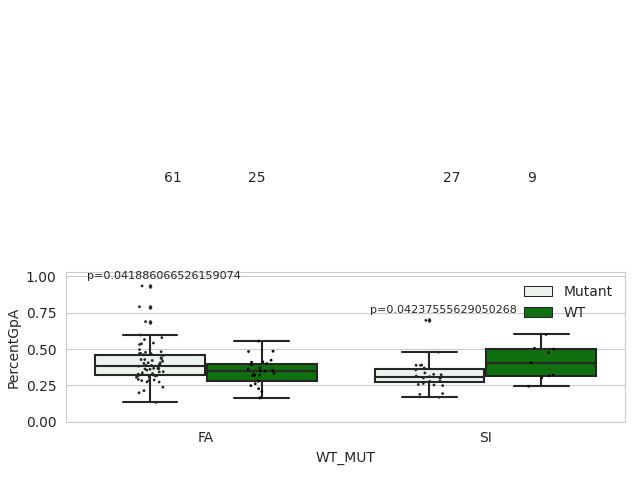 61 25 27 9
1.00
p=0.041886066526159074
Mutant
p=0.04237555629050268
WT
0.75
0.50
0.25
0.00
PercentGpA
FA SI
WT_MUT